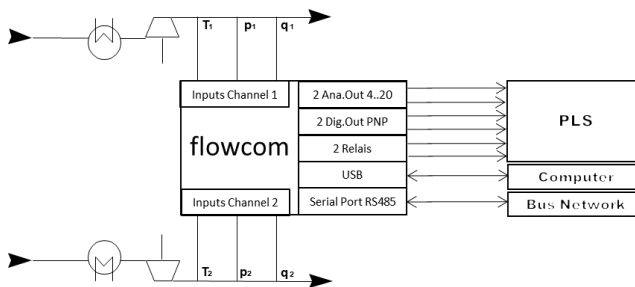 T1 p1 q1
Inputs Channel 1
2 Ana.Out 4..20
2 Dig.Out PNP
PLS
flowcom
2 Relais
USB
Computer
Inputs Channel 2
Serial Port RS485
Bus Network
T2 p2 q2